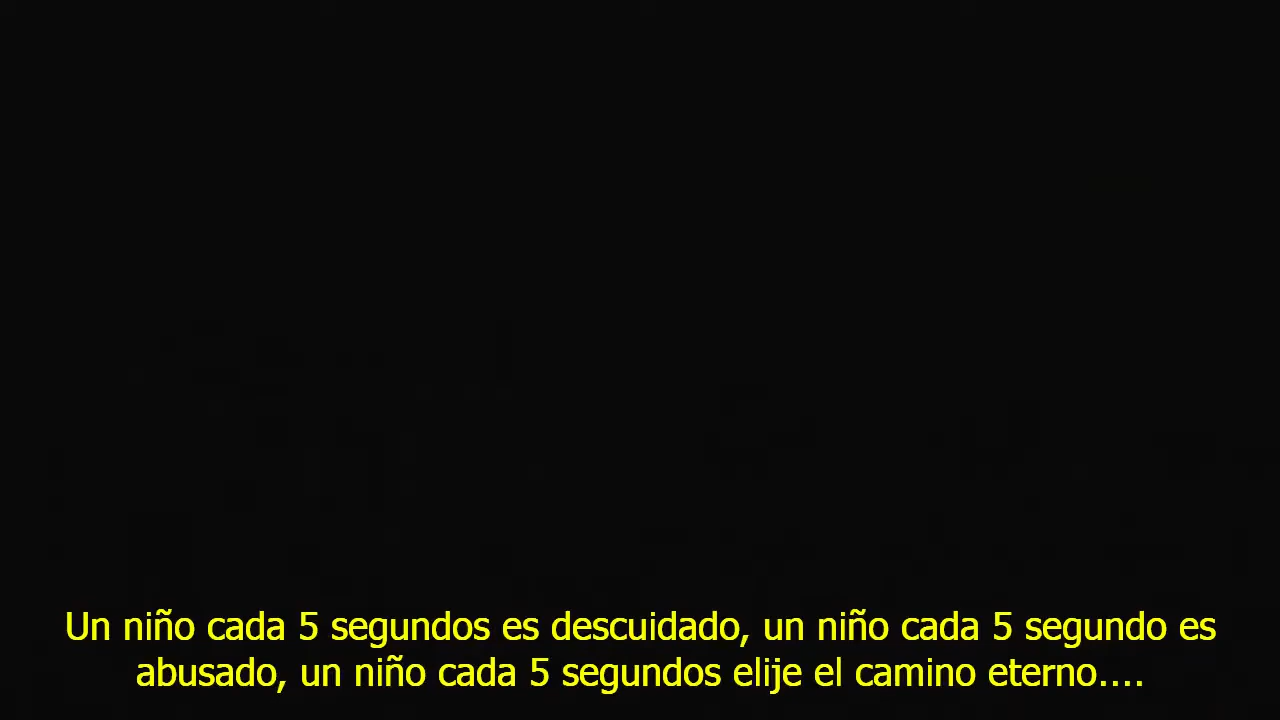 Un niño cada 5 segundos es descuidado, un niño cada 5 segundo es
abusado, un niño cada 5 segundos elije el camino eterno....